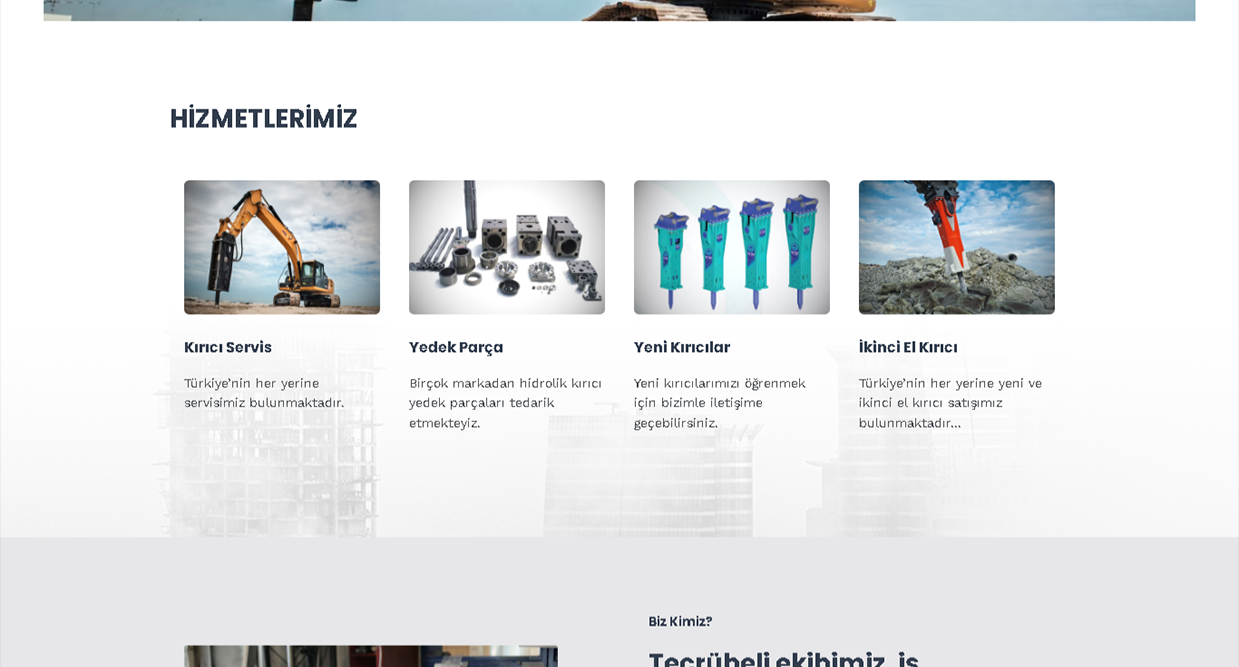 HİZMETLERİMİZ
Kırıcı Servis
Türkiye’nin her yerine
servisimiz bulunmaktadır.
Yedek Parça
Birçok markadan hidrolik kırıcı
yedek parçaları tedarik
etmekteyiz.
Yeni Kırıcılar
Yeni kırıcılarımızı öğrenmek
için bizimle iletişime
geçebilirsiniz.
İkinci El Kırıcı
Türkiye’nin her yerine yeni ve
ikinci el kırıcı satışımız
bulunmaktadır...
Biz Kimiz?
Tecrübeli ekibimiz, iş